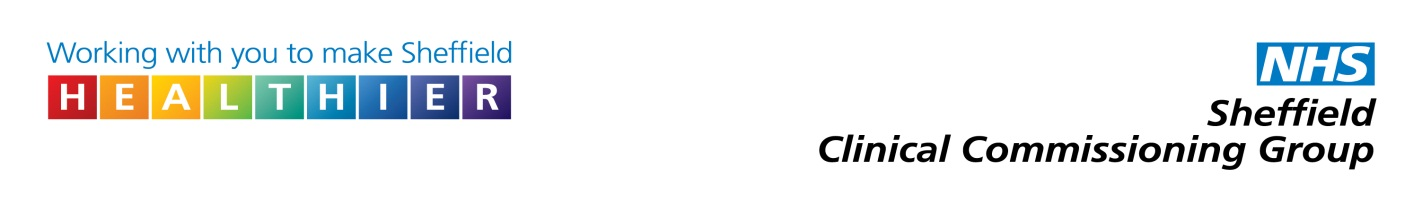 Working with you to make Sheffield
HEALTHIER
NHS
Sheffield
Clinical Commissioning Group